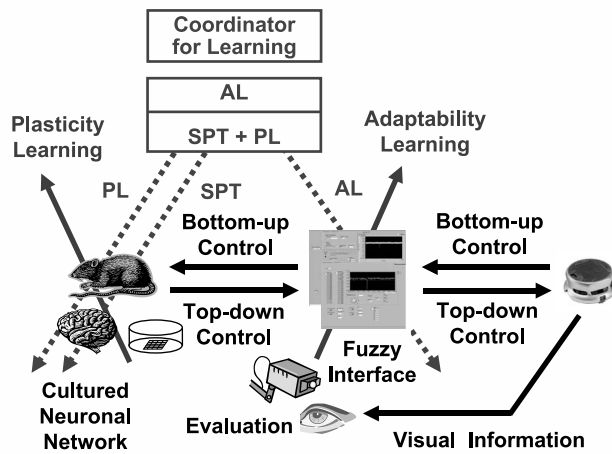 Coordinator
for Learning
AL
SPT + PL
Plasticity
Learning
Adaptability
Learning
PL
SPT
AL
Bottom-up
Control
Bottom-up
Control
Top-down
Control
Top-down
Control
Fuzzy
Interface
Cultured
Neuronal
Network
Evaluation
Visual Information